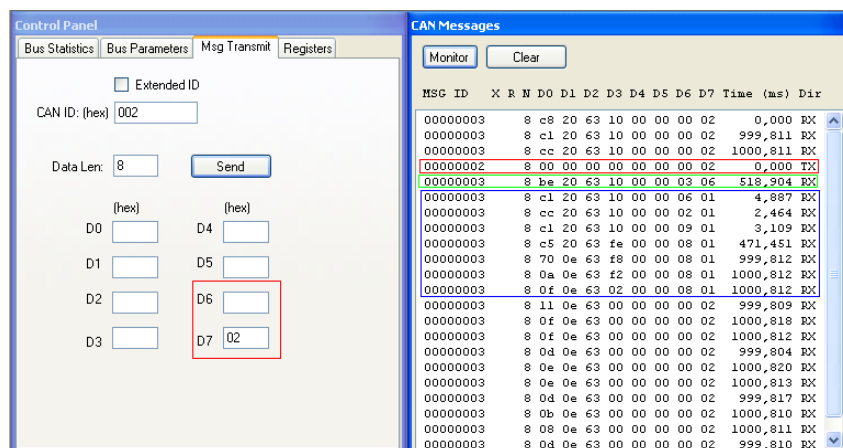 Control Panel
Bus Statistics Bus Parameters Msg Transmit Registers
Extended ID
CAN ID: (hex) 002
Data Len: 8 Send
(hex) (hex)
D0 D4
D1 D5
D2 D6
D3 D7 02
CAN Messages
Monitor Clear
MSG ID X R N D0 D1 D2 D3 D4 D5 D6 D7 Time (ms) Dir
00000003 8 c8 20 63 10 00 00 00 02 0,000 RX
00000003 8 c1 20 63 10 00 00 00 02 999,811 RX
00000003 8 cc 20 63 10 00 00 00 02 1000,811 RX
00000002 8 00 00 00 00 00 00 00 02 0,000 TX
00000003 8 be 20 63 10 00 00 03 06 518,904 RX
00000003 8 c1 20 63 10 00 00 06 01 4,887 RX
00000003 8 cc 20 63 10 00 00 02 01 2,464 RX
00000003 8 c1 20 63 10 00 00 09 01 3,109 RX
00000003 8 c5 20 63 fe 00 00 08 01 471,451 RX
00000003 8 70 0e 63 f8 00 00 08 01 999,812 RX
00000003 8 0a 0e 63 f2 00 00 08 01 1000,812 RX
00000003 8 0f 0e 63 02 00 00 08 01 1000,812 RX
00000003 8 11 0e 63 00 00 00 00 02 999,809 RX
00000003 8 0f 0e 63 00 00 00 00 02 1000,818 RX
00000003 8 0f 0e 63 00 00 00 00 02 1000,812 RX
00000003 8 0d 0e 63 00 00 00 00 02 999,804 RX
00000003 8 0e 0e 63 00 00 00 00 02 1000,820 RX
00000003 8 0e 0e 63 00 00 00 00 02 1000,813 RX
00000003 8 0d 0e 63 00 00 00 00 02 999,817 RX
00000003 8 0b 0e 63 00 00 00 00 02 1000,810 RX
00000003 8 08 0e 63 00 00 00 00 02 1000,811 RX
00000003 8 0d 0e 63 00 00 00 00 02 999,810 RX